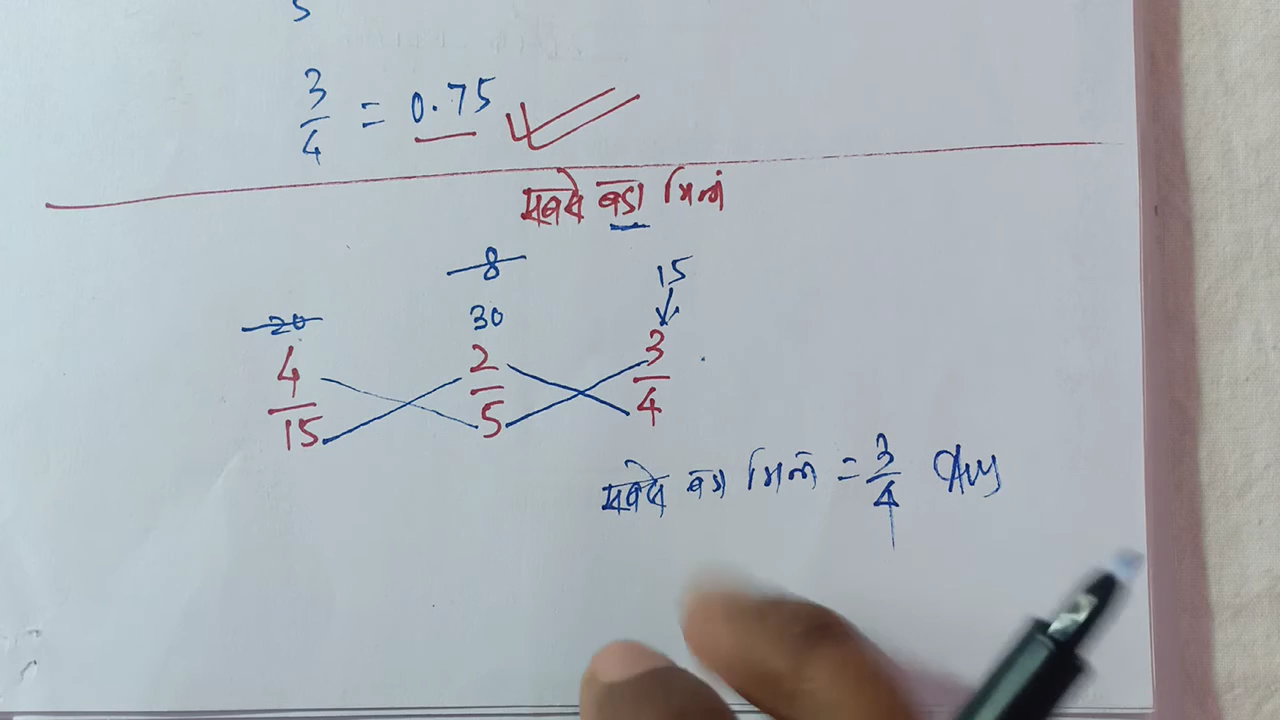 5
3/4 = 0.75
सबसे बडा भिन्न
8 15
20 30
4/15 2/5 3/4
सबसे बडा भिन्न = 3/4 Ans